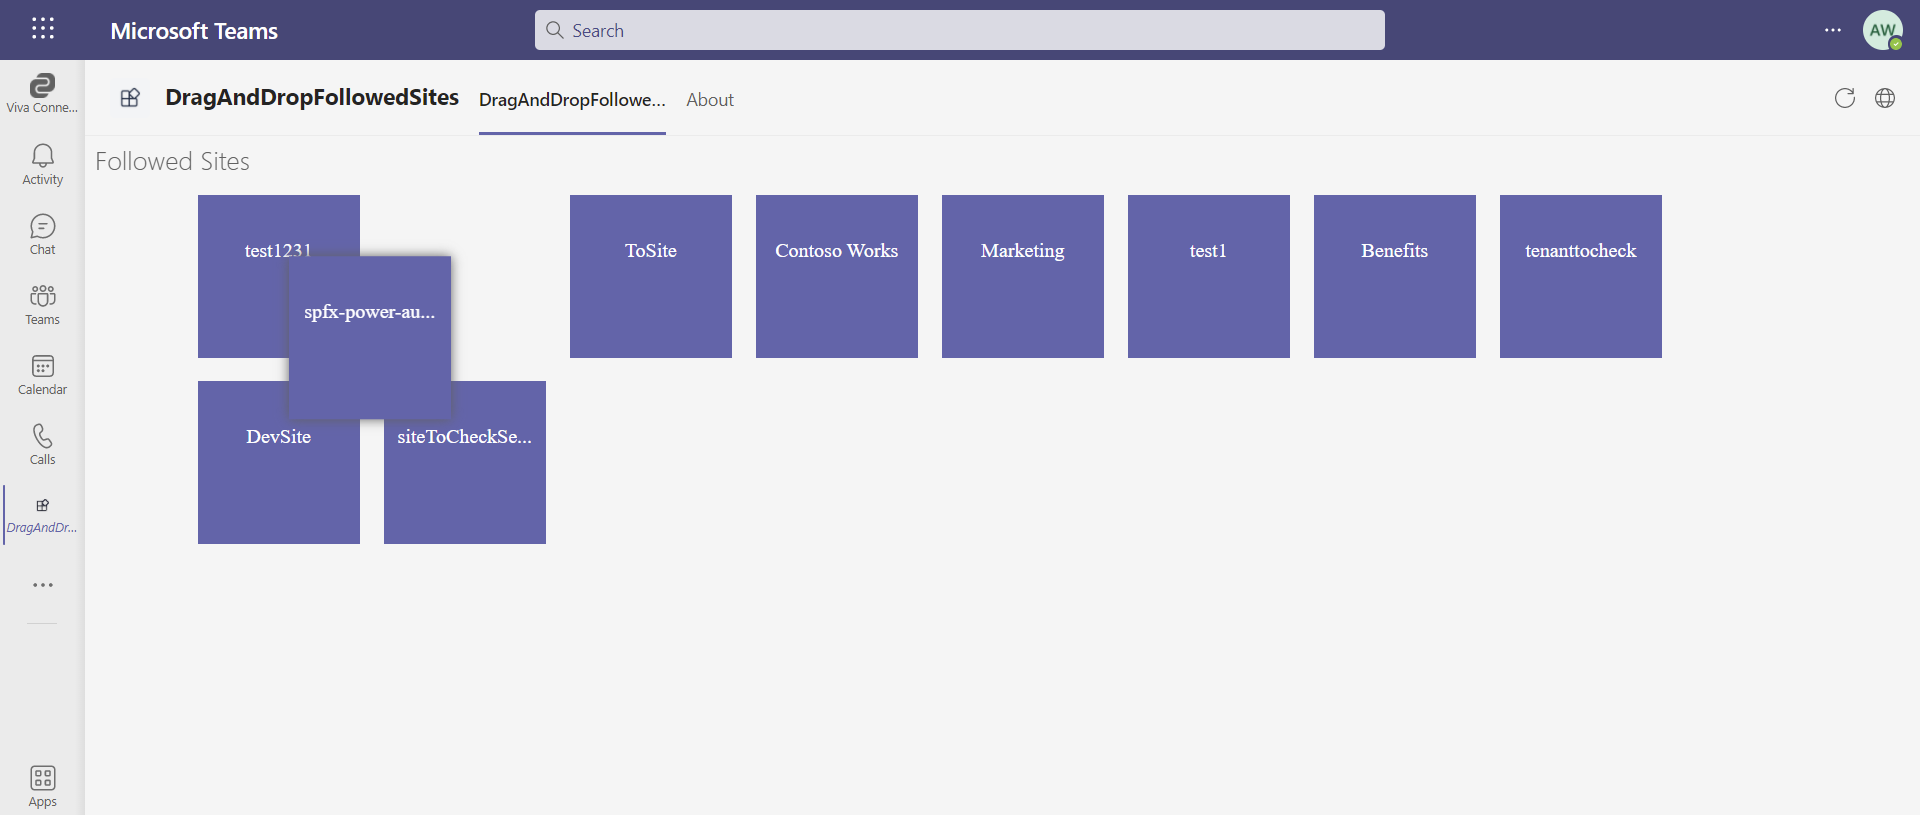 Microsoft Teams
Search
AW
Viva Conne...
Activity
Chat
Teams
Calendar
Calls
DragAndDr...
Apps
DragAndDropFollowedSites
DragAndDropFollowe...
About
Followed Sites
test1231
ToSite
Contoso Works
Marketing
test1
Benefits
tenanttocheck
spfx-power-au...
DevSite
siteToCheckSe...